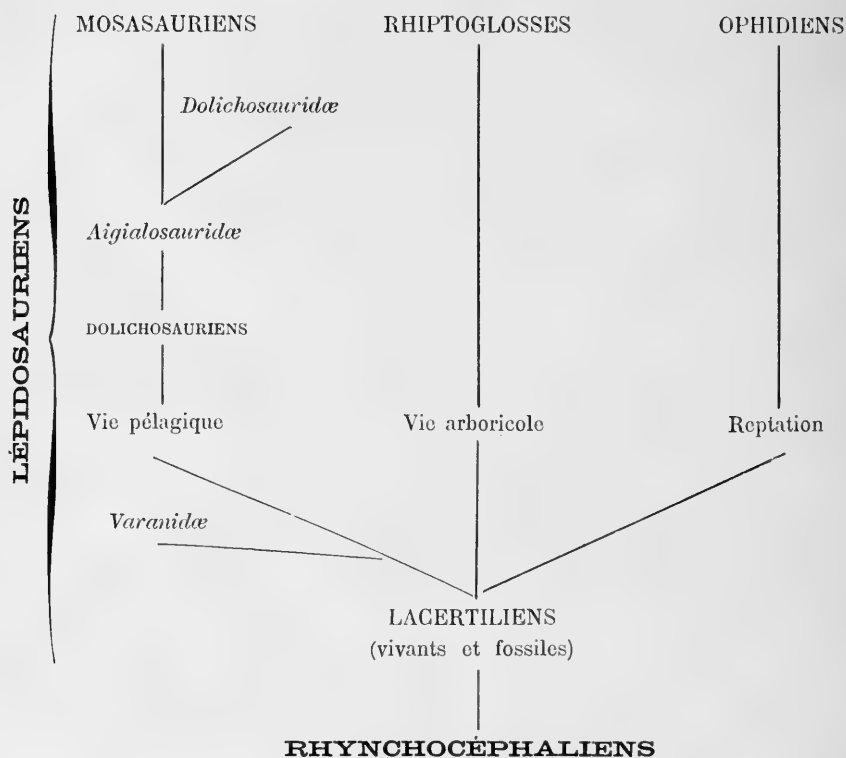 MOSASAURIENS RHIPTOGLOSSES OPHIDIENS
Dolichosauridæ
LÉPIDOSAURIENS
Aigialosauridæ
DOLICHOSAURIENS
Vie pélagique Vie arboricole Reptation
Varanidæ
LACERTILIENS
(vivants et fossiles)
RHYNCHOCÉPHALIENS